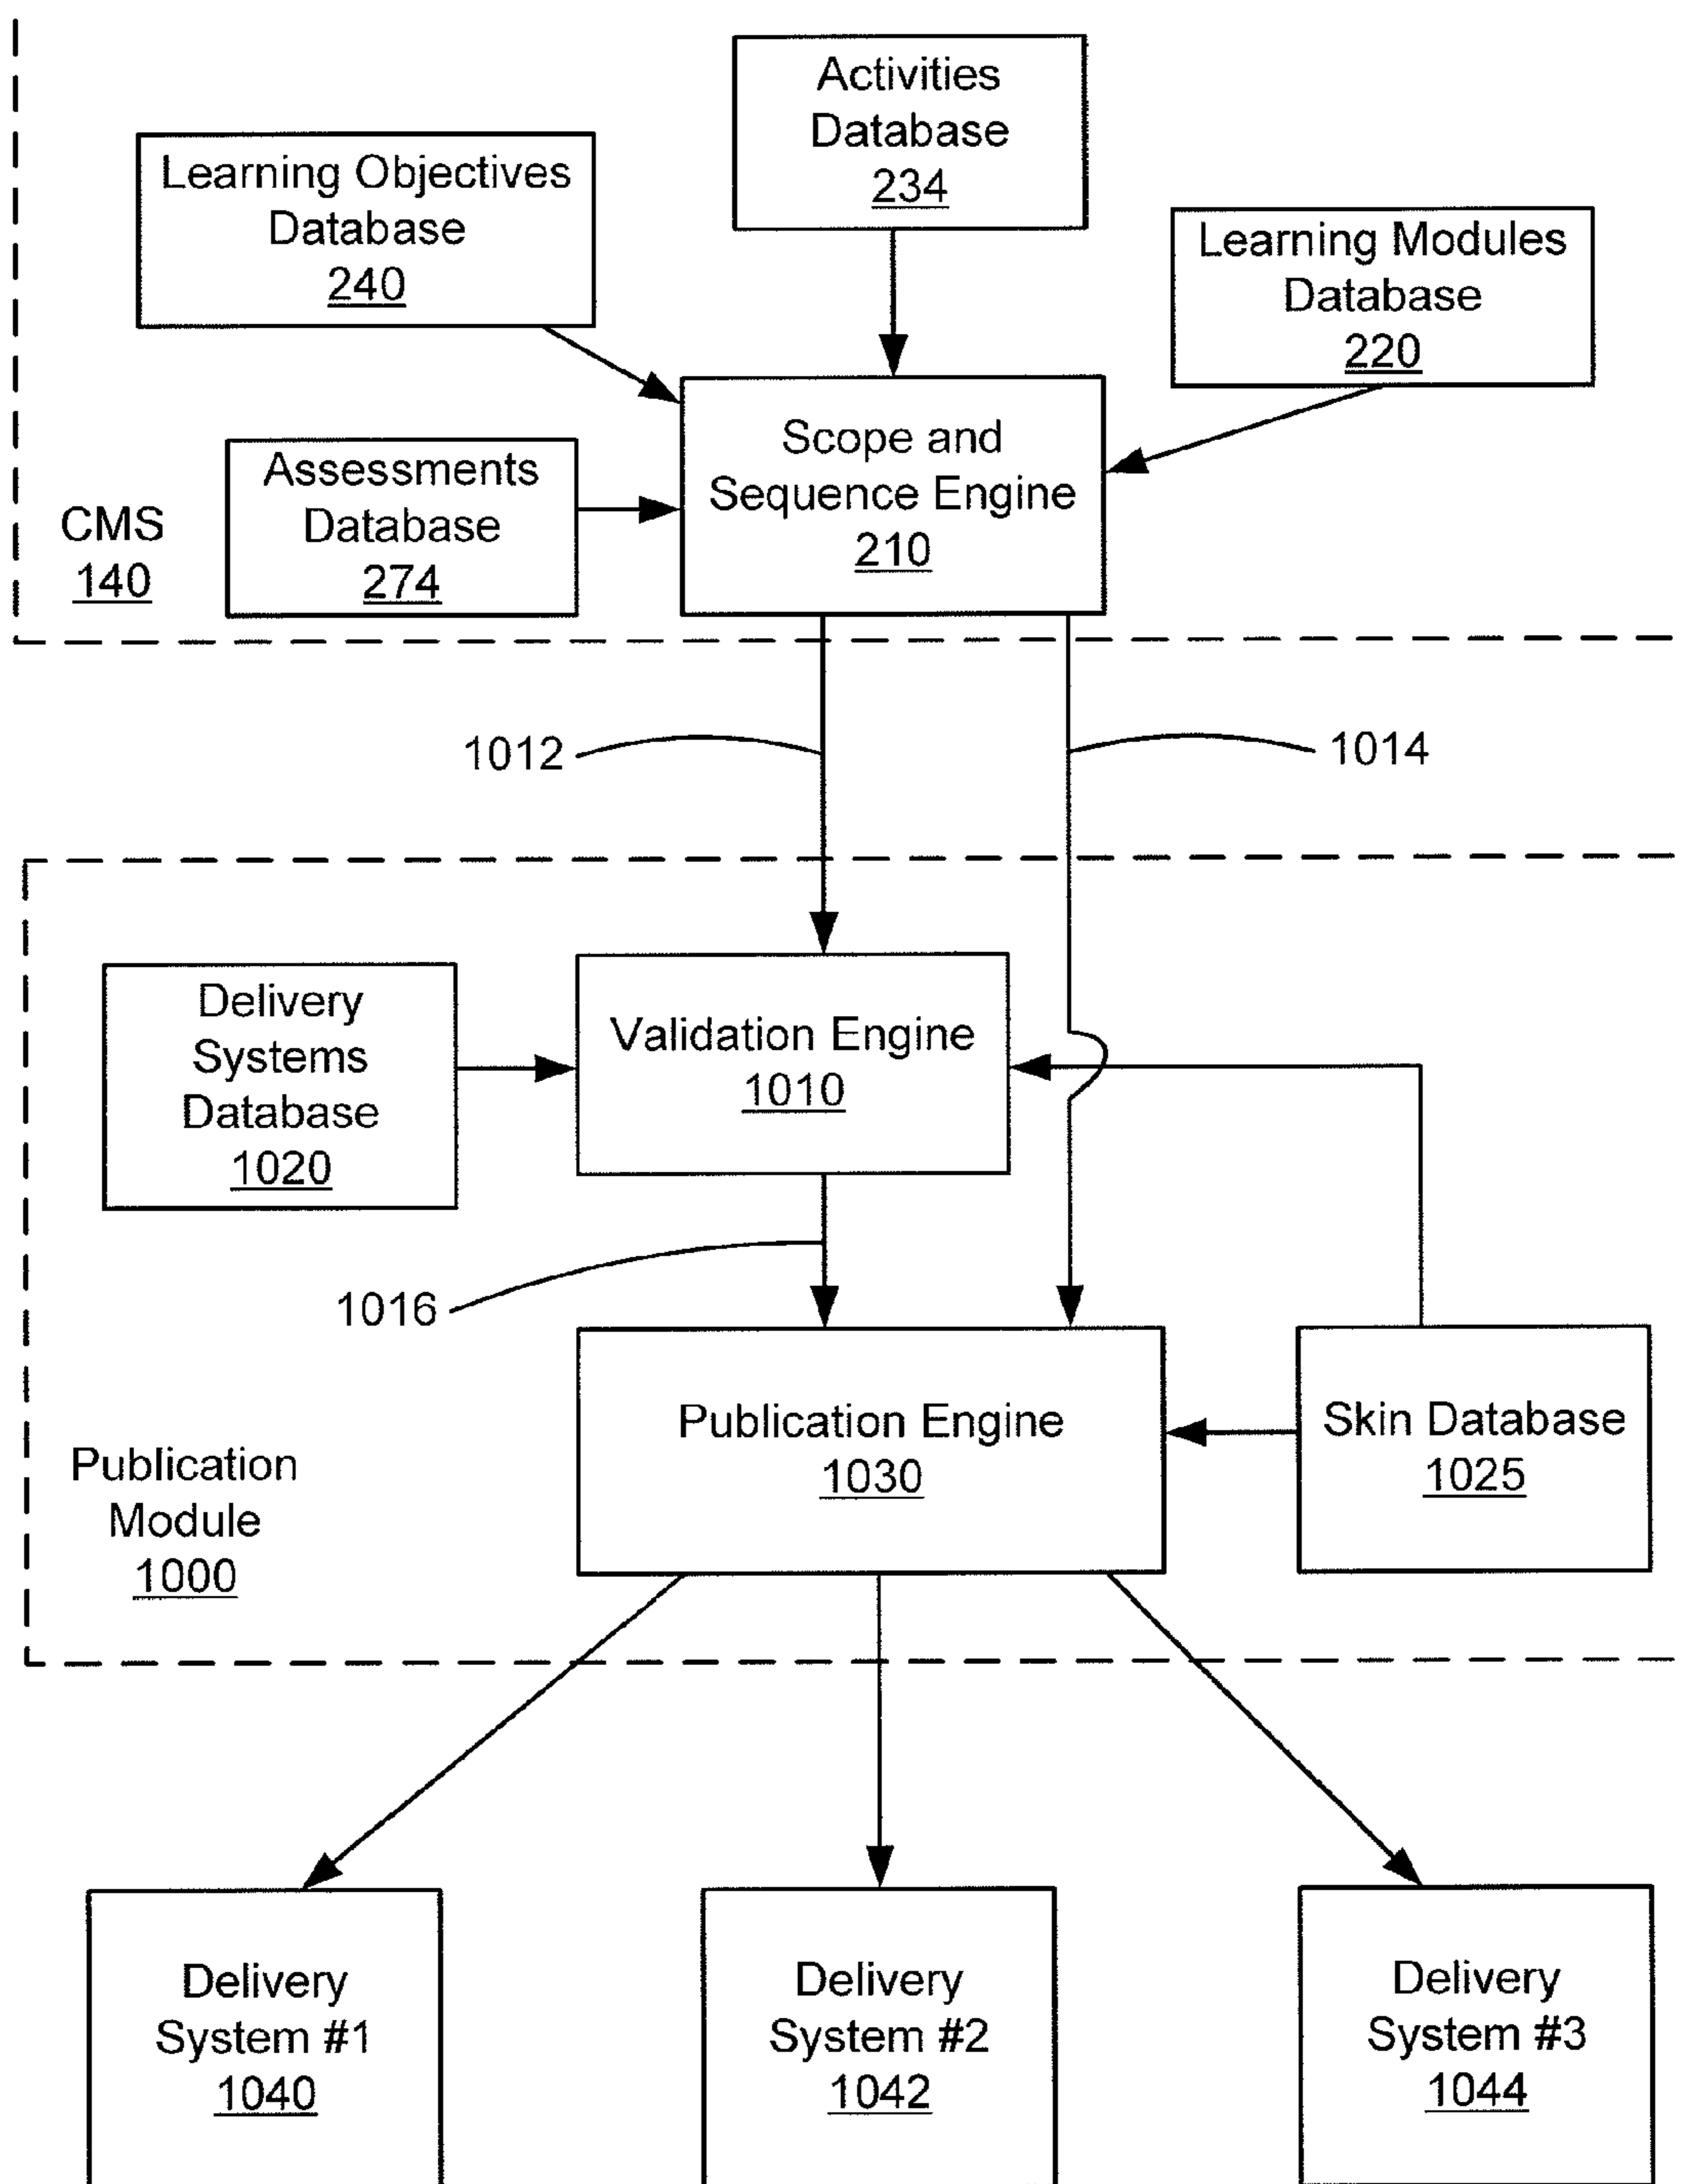 Activities
Database
234
Learning Objectives
Database
240
Learning Modules
Database
220
Scope and
Sequence Engine
210
Assessments
Database
274
CMS
140
1012
1014
Delivery
Systems
Database
1020
Validation Engine
1010
1016
Publication Engine
1030
Skin Database
1025
Publication
Module
1000
Delivery
System #1
1040
Delivery
System #2
1042
Delivery
System #3
1044